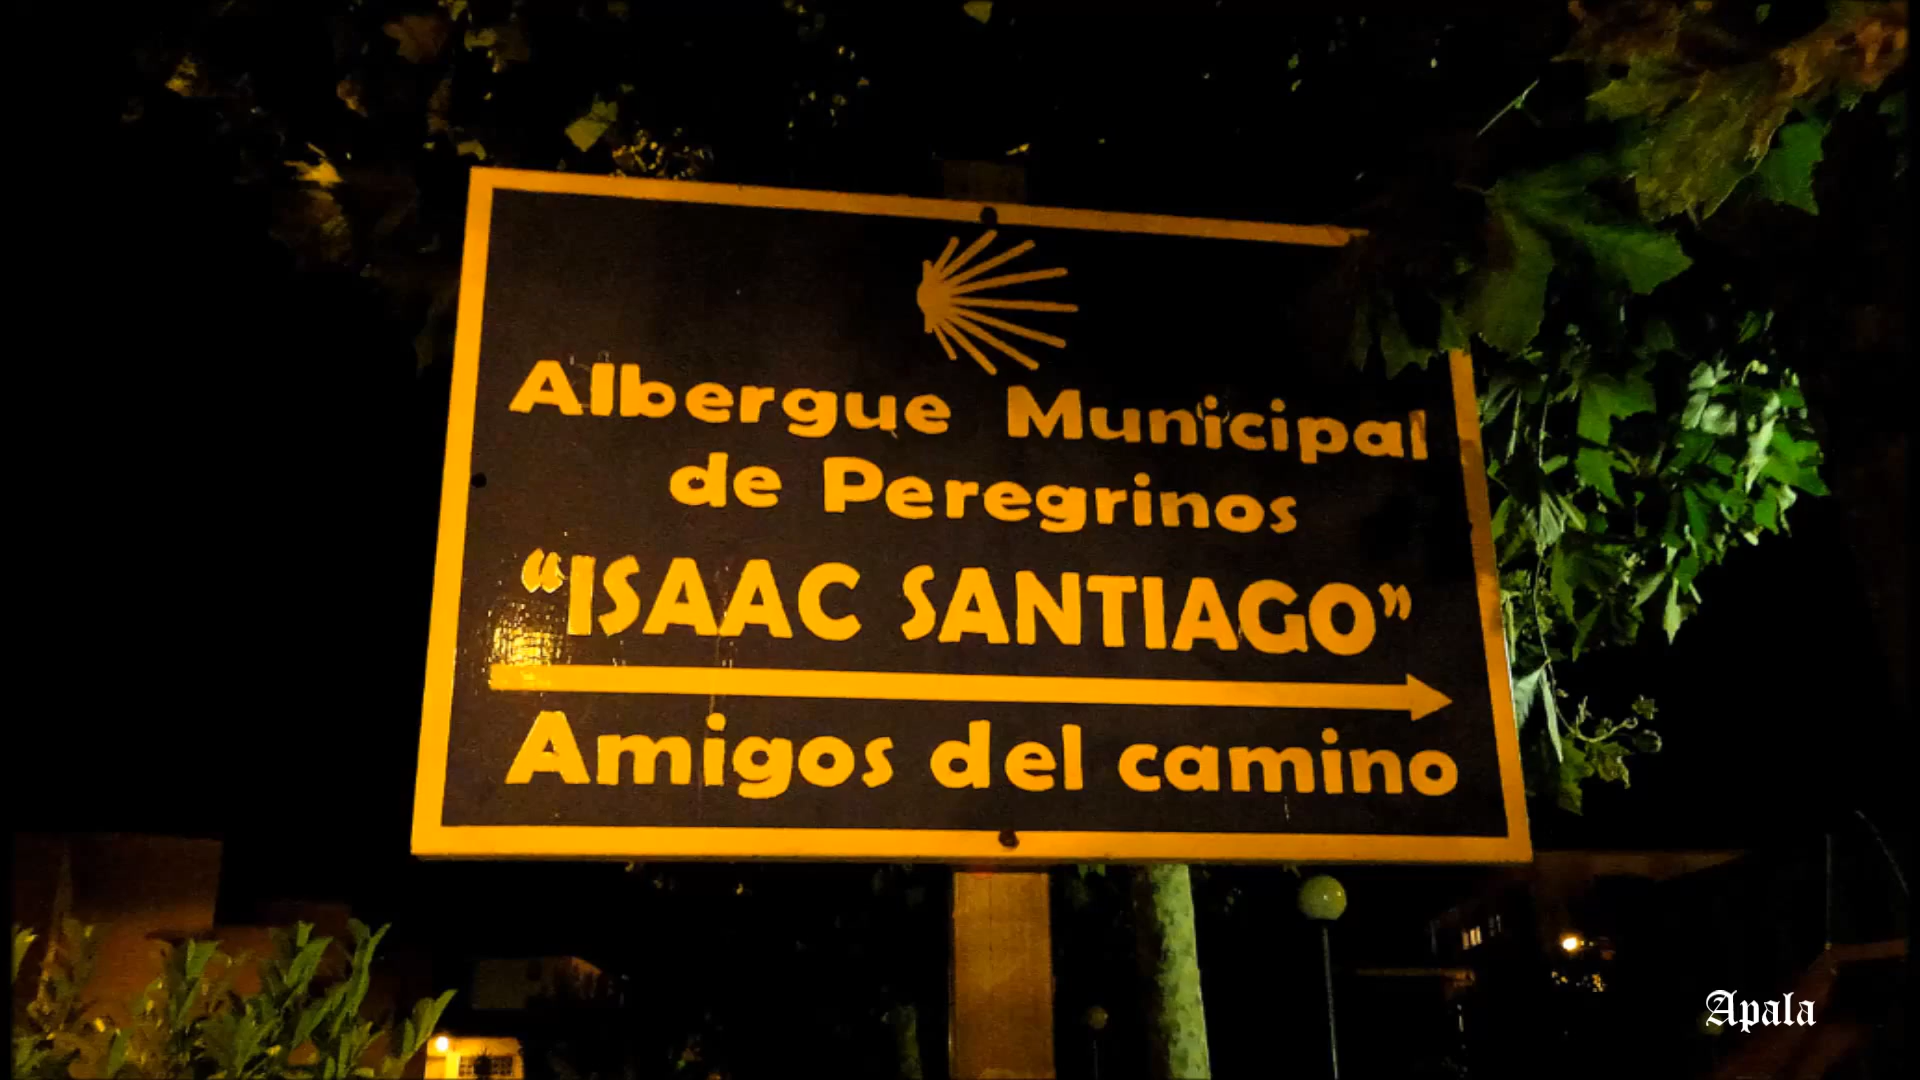 Albergue Municipal
de Peregrinos
“ISAAC SANTIAGO”
Amigos del camino
Apala